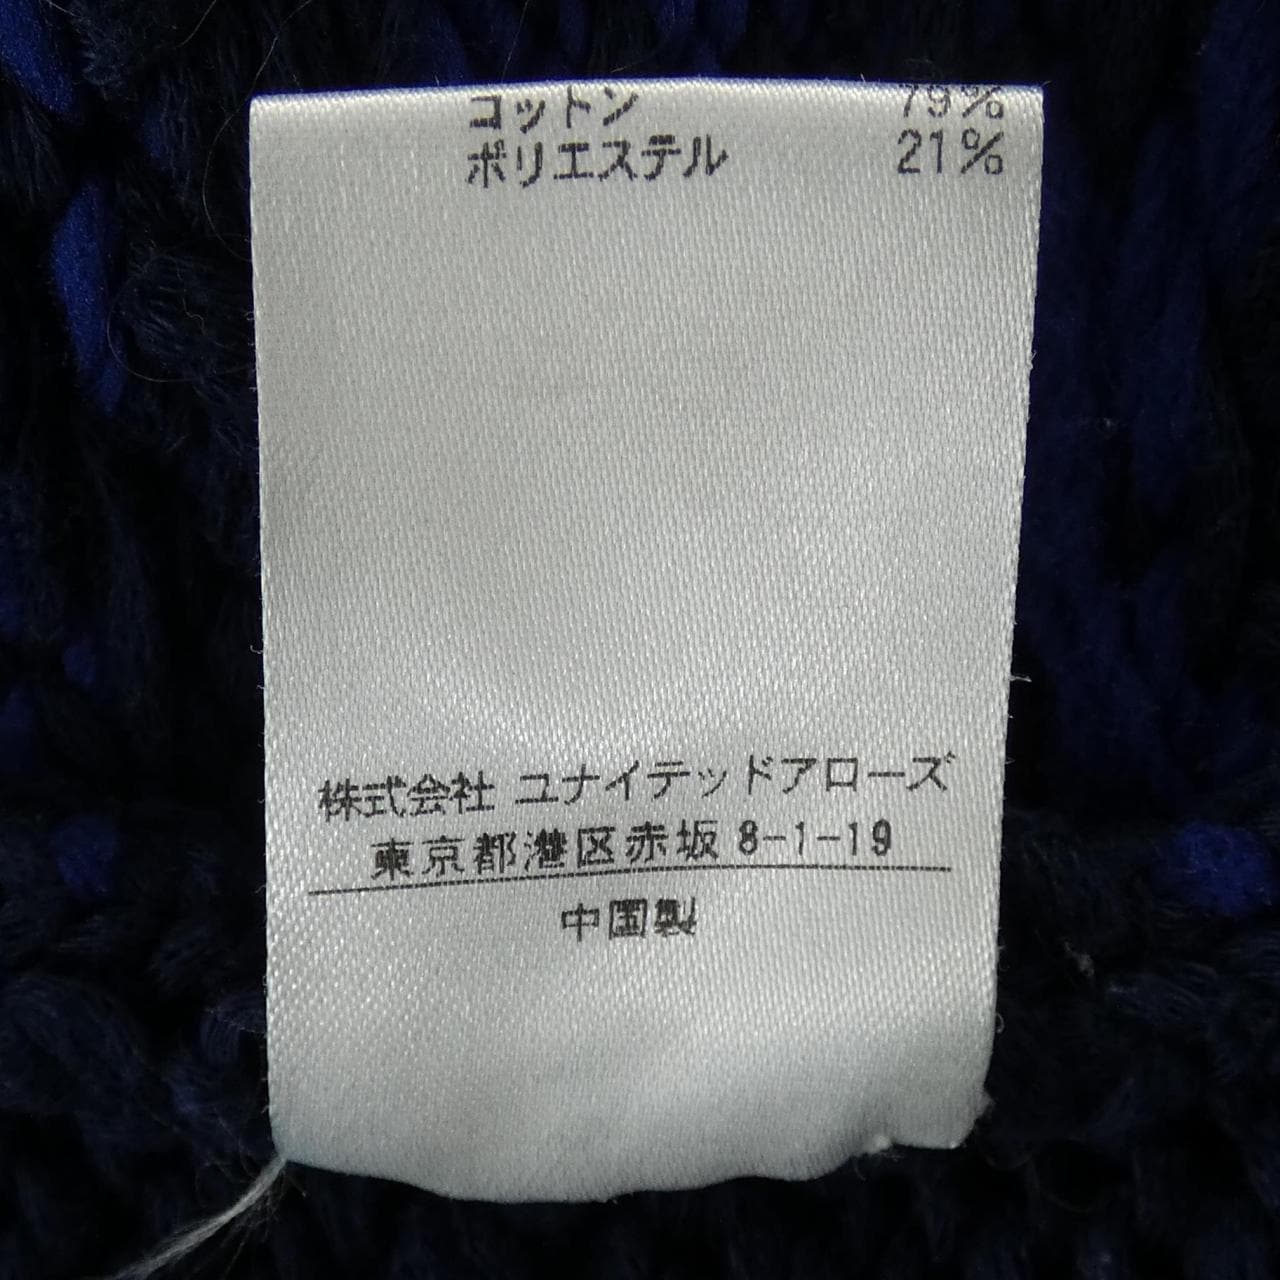 コットン 79%
ポリエステル 21%
株式会社 ユナイテッドアローズ
東京都港区赤坂 8-1-19
中国製